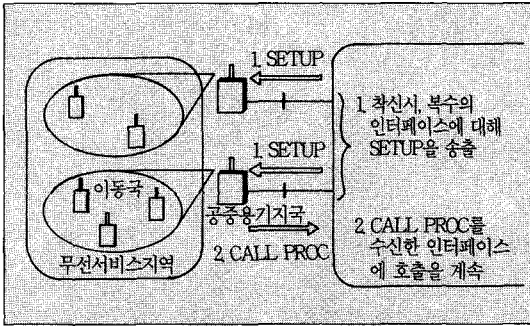 1. SETUP
1. 착신시, 복수의
인터페이스에 대해
SETUP을 송출
1. SETUP
이동국
공중용기지국
2. CALL PROC
무선서비스지역
2. CALL PROC를
수신한 인터페이스
에 호출을 계속